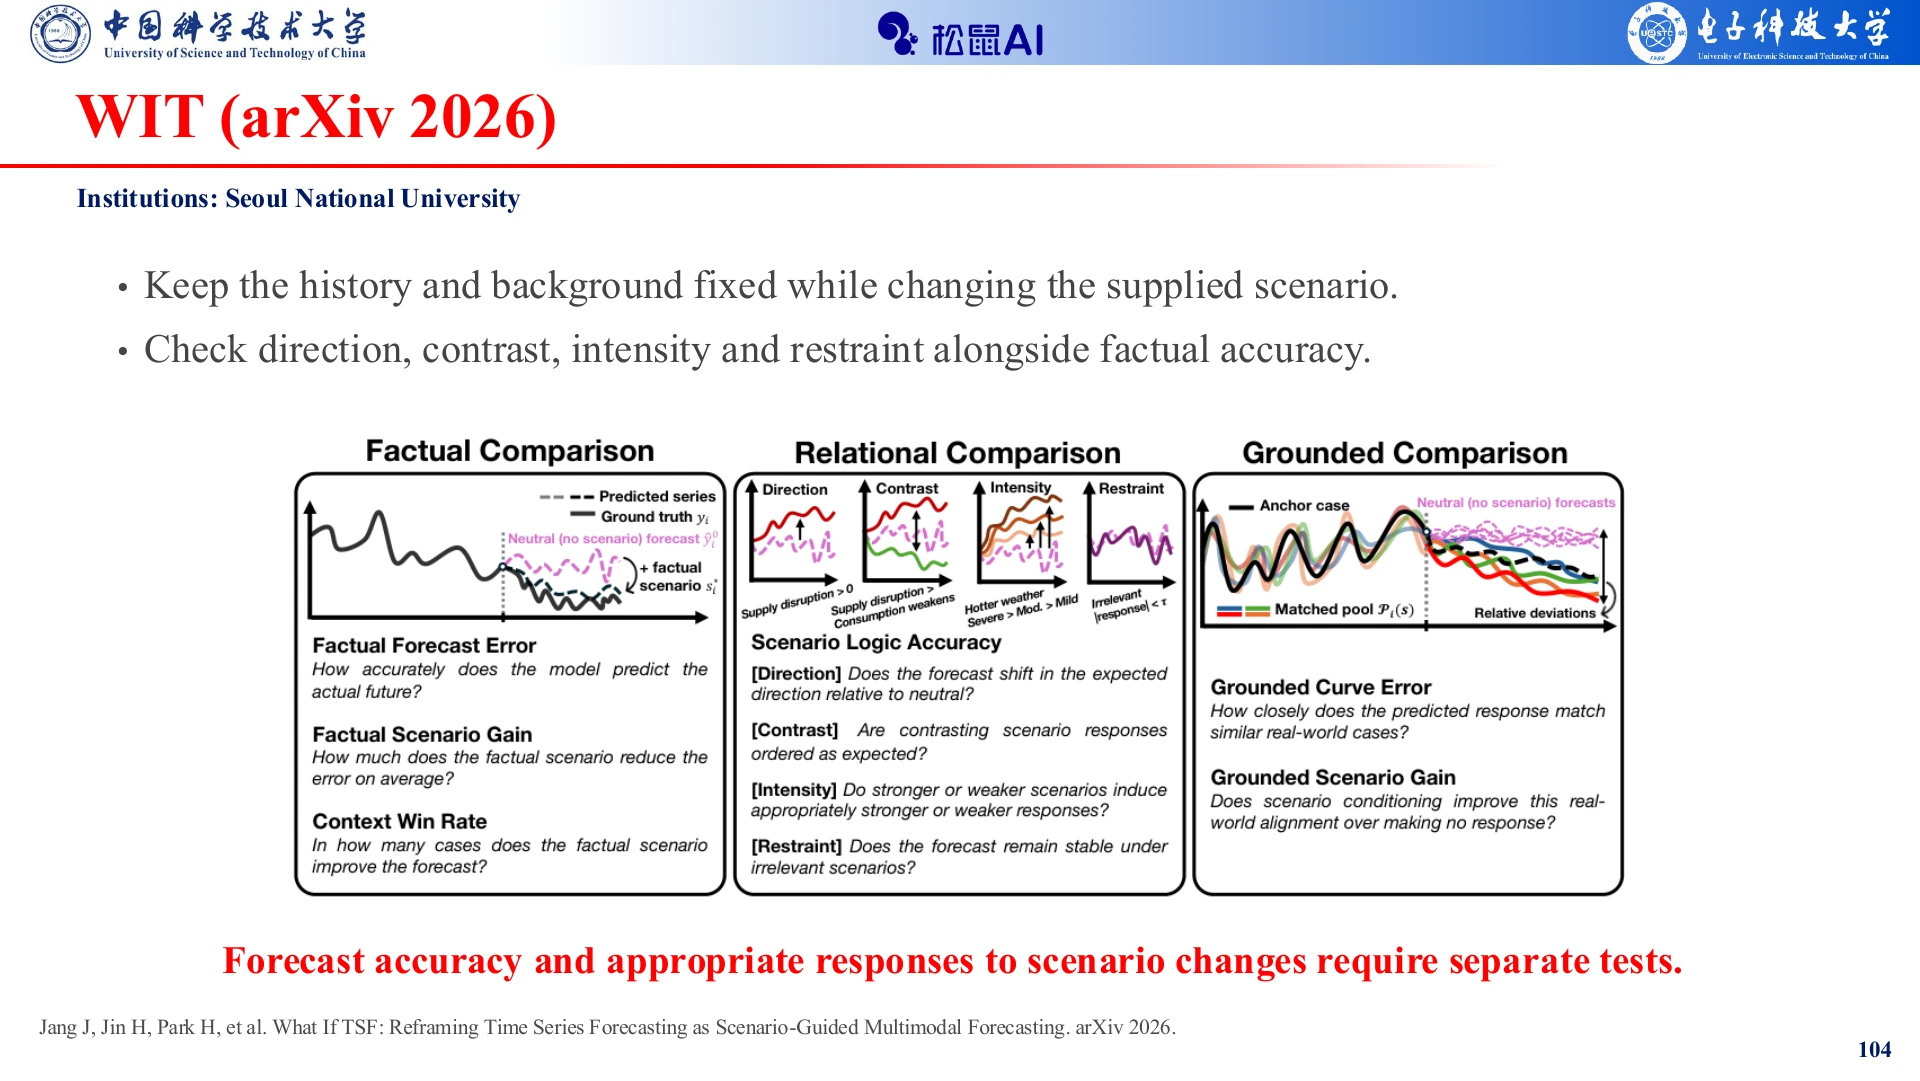 中国科学技术大学
University of Science and Technology of China
松鼠AI
电子科技大学
University of Electronic Science and Technology of China
WIT (arXiv 2026)
Institutions: Seoul National University
• Keep the history and background fixed while changing the supplied scenario.
• Check direction, contrast, intensity and restraint alongside factual accuracy.
Factual Comparison
Predicted series
Ground truth yᵢ
Neutral (no scenario) forecast ŷᵢ⁰
+ factual
scenario sᵢ*
Factual Forecast Error
How accurately does the model predict the
actual future?
Factual Scenario Gain
How much does the factual scenario reduce the
error on average?
Context Win Rate
In how many cases does the factual scenario
improve the forecast?
Relational Comparison
Direction
Contrast
Intensity
Restraint
Supply disruption > 0
Supply disruption >
Consumption weakens
Hotter weather
Severe > Mod. > Mild
Irrelevant
|response| < τ
Scenario Logic Accuracy
[Direction] Does the forecast shift in the expected
direction relative to neutral?
[Contrast] Are contrasting scenario responses
ordered as expected?
[Intensity] Do stronger or weaker scenarios induce
appropriately stronger or weaker responses?
[Restraint] Does the forecast remain stable under
irrelevant scenarios?
Grounded Comparison
Anchor case
Neutral (no scenario) forecasts
Matched pool 𝒫ᵢ(s)
Relative deviations
Grounded Curve Error
How closely does the predicted response match
similar real-world cases?
Grounded Scenario Gain
Does scenario conditioning improve this real-
world alignment over making no response?
Forecast accuracy and appropriate responses to scenario changes require separate tests.
Jang J, Jin H, Park H, et al. What If TSF: Reframing Time Series Forecasting as Scenario-Guided Multimodal Forecasting. arXiv 2026.
104